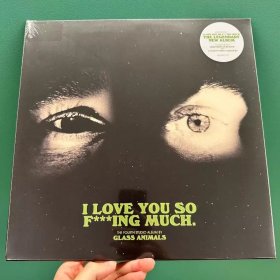 THE LEGENDARY
NEW ALBUM
I LOVE YOU SO
F***ING MUCH.
THE FOURTH STUDIO ALBUM BY
GLASS ANIMALS